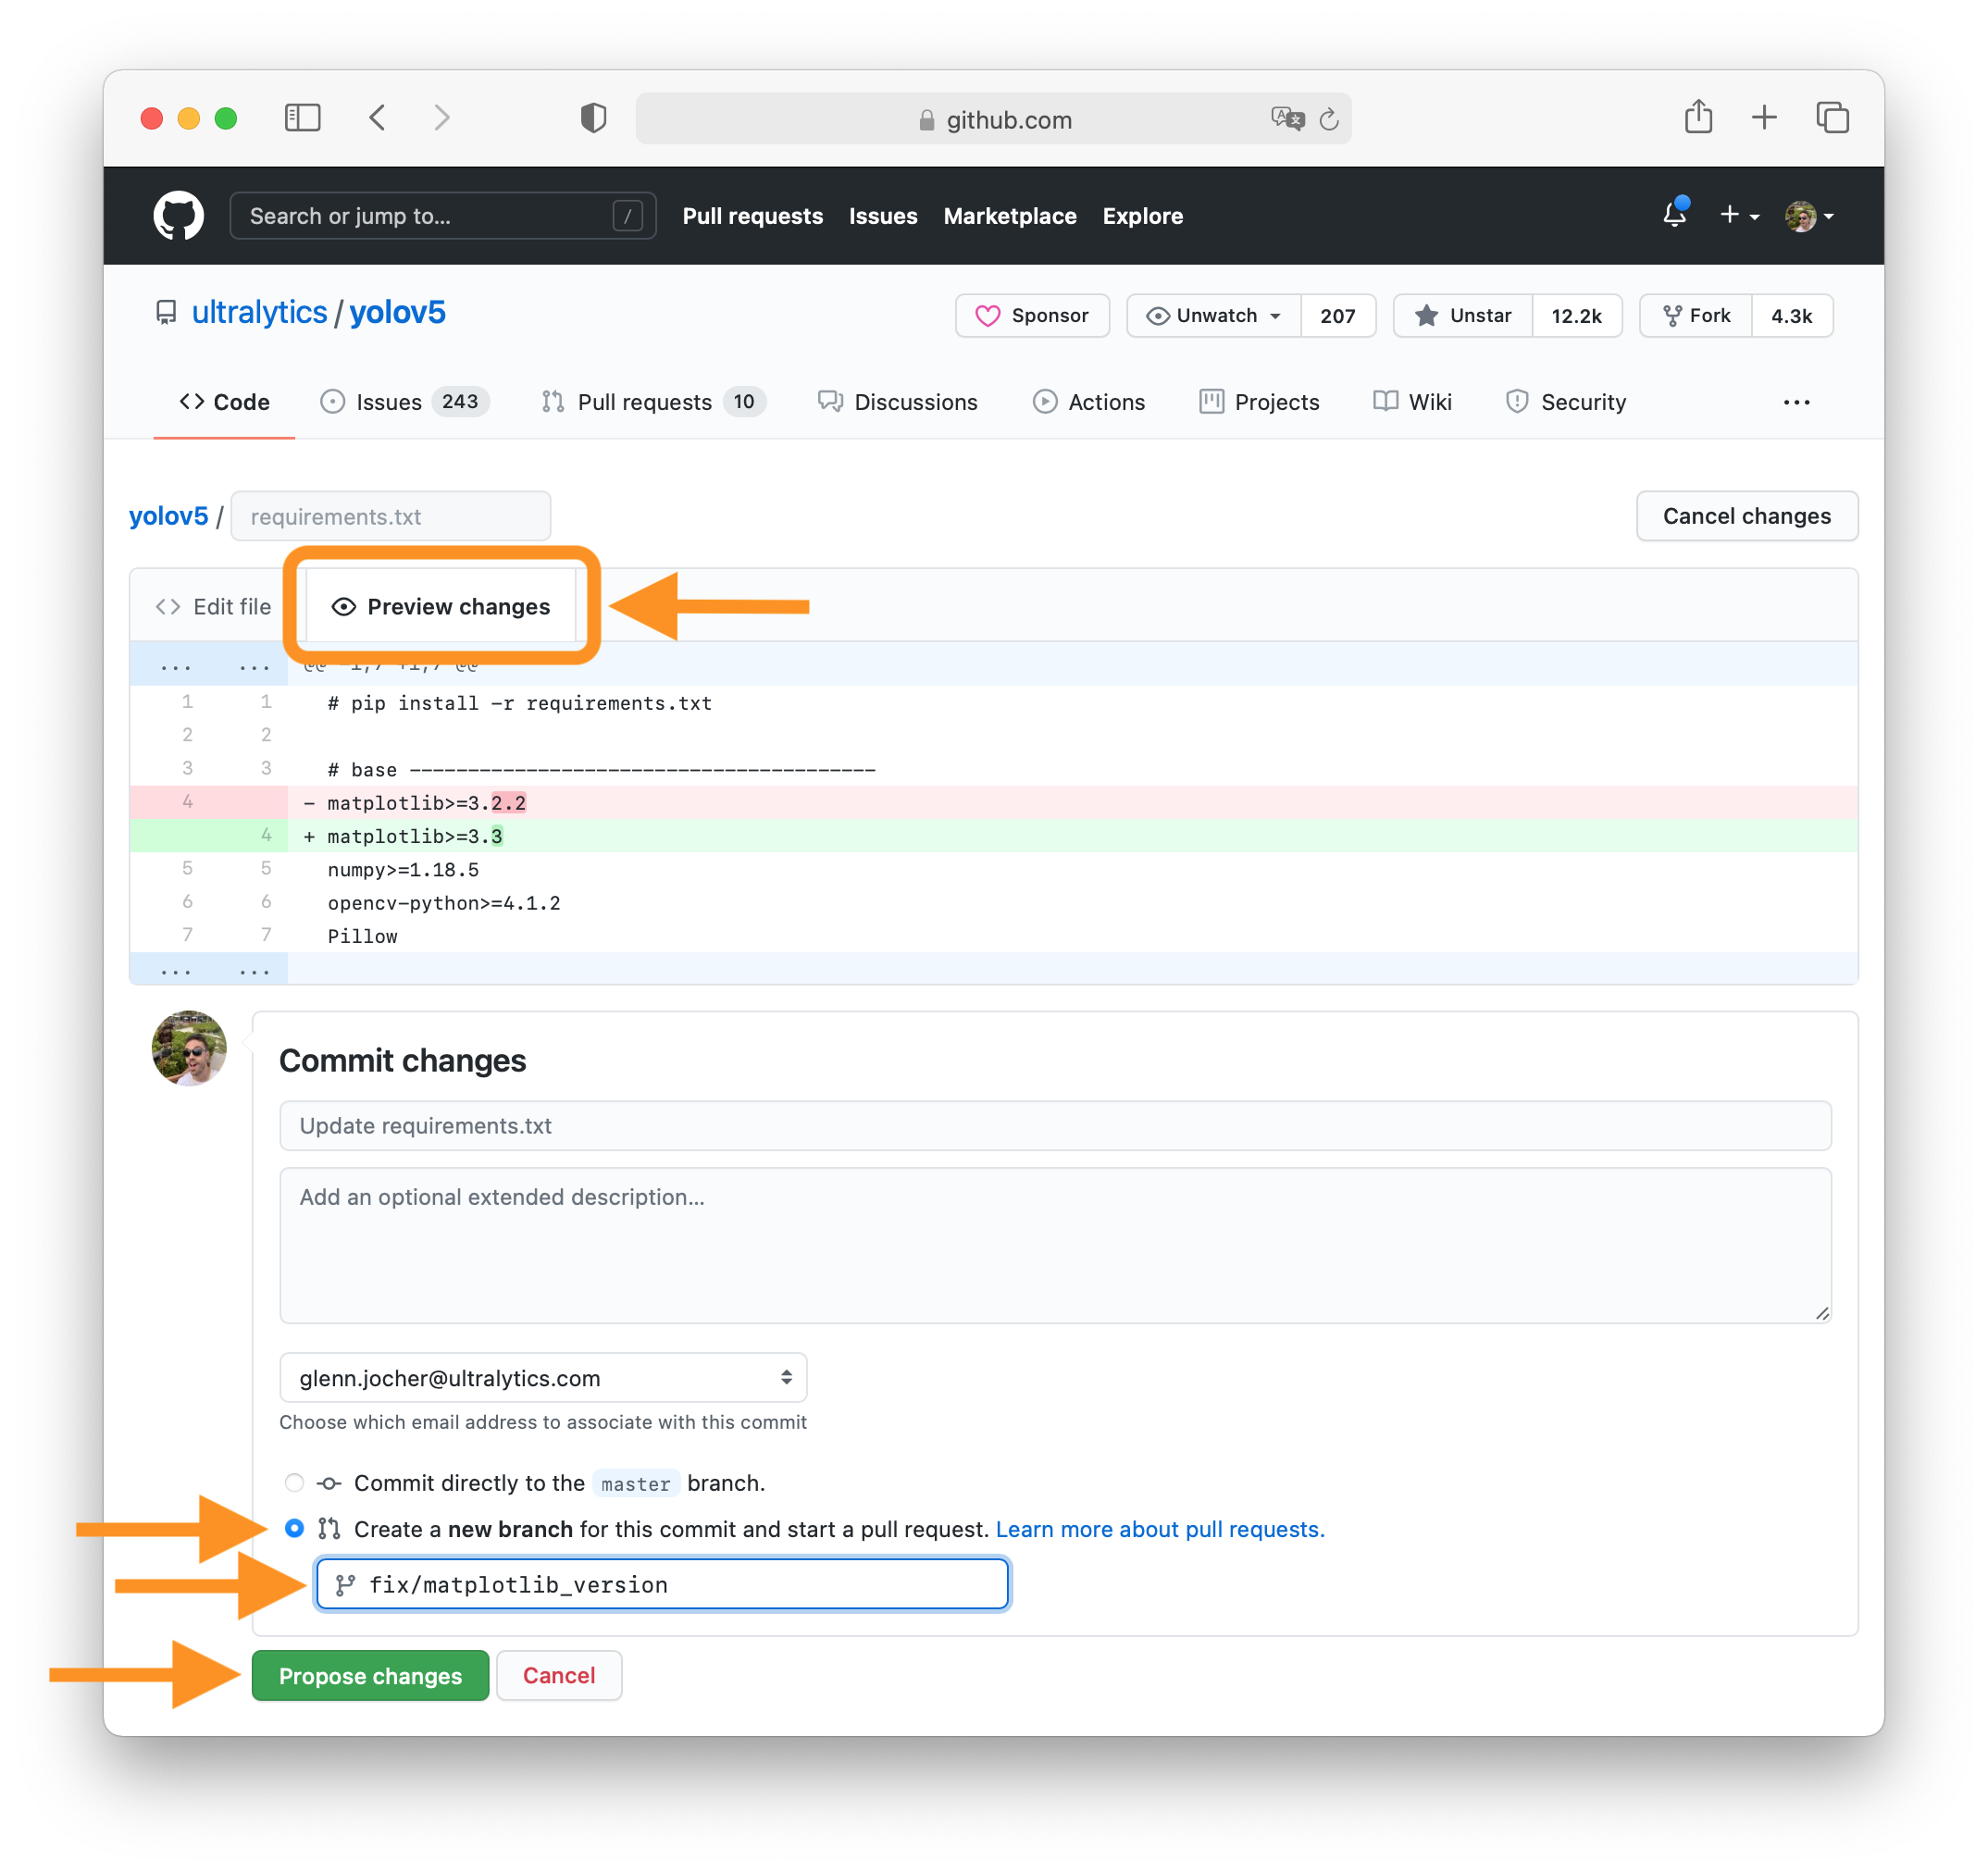 github.com
Search or jump to... / Pull requests Issues Marketplace Explore
ultralytics / yolov5 Sponsor Unwatch 207 Unstar 12.2k Fork 4.3k
Code Issues 243 Pull requests 10 Discussions Actions Projects Wiki Security ...
yolov5 / requirements.txt Cancel changes
Edit file Preview changes
... ... @@ -1,7 +1,7 @@
1 1 # pip install -r requirements.txt
2 2
3 3 # base ----------------------------------------
4 - matplotlib>=3.2.2
4 + matplotlib>=3.3
5 5 numpy>=1.18.5
6 6 opencv-python>=4.1.2
7 7 Pillow
... ...
Commit changes
Update requirements.txt
Add an optional extended description...
glenn.jocher@ultralytics.com
Choose which email address to associate with this commit
Commit directly to the master branch.
Create a new branch for this commit and start a pull request. Learn more about pull requests.
fix/matplotlib_version
Propose changes Cancel